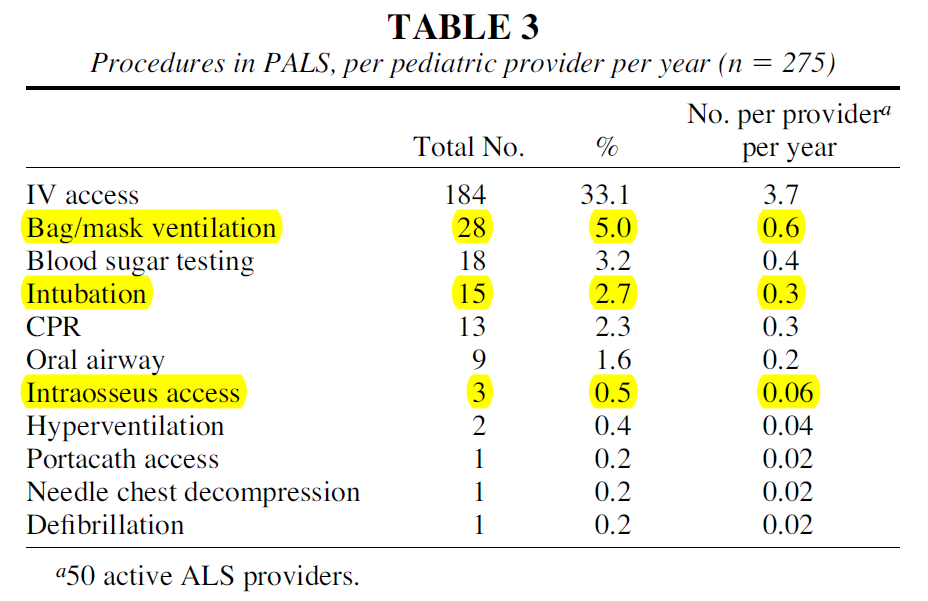 TABLE 3
Procedures in PALS, per pediatric provider per year (n = 275)
No. per providerᵃ
Total No. % per year
IV access 184 33.1 3.7
Bag/mask ventilation 28 5.0 0.6
Blood sugar testing 18 3.2 0.4
Intubation 15 2.7 0.3
CPR 13 2.3 0.3
Oral airway 9 1.6 0.2
Intraosseus access 3 0.5 0.06
Hyperventilation 2 0.4 0.04
Portacath access 1 0.2 0.02
Needle chest decompression 1 0.2 0.02
Defibrillation 1 0.2 0.02
ᵃ50 active ALS providers.